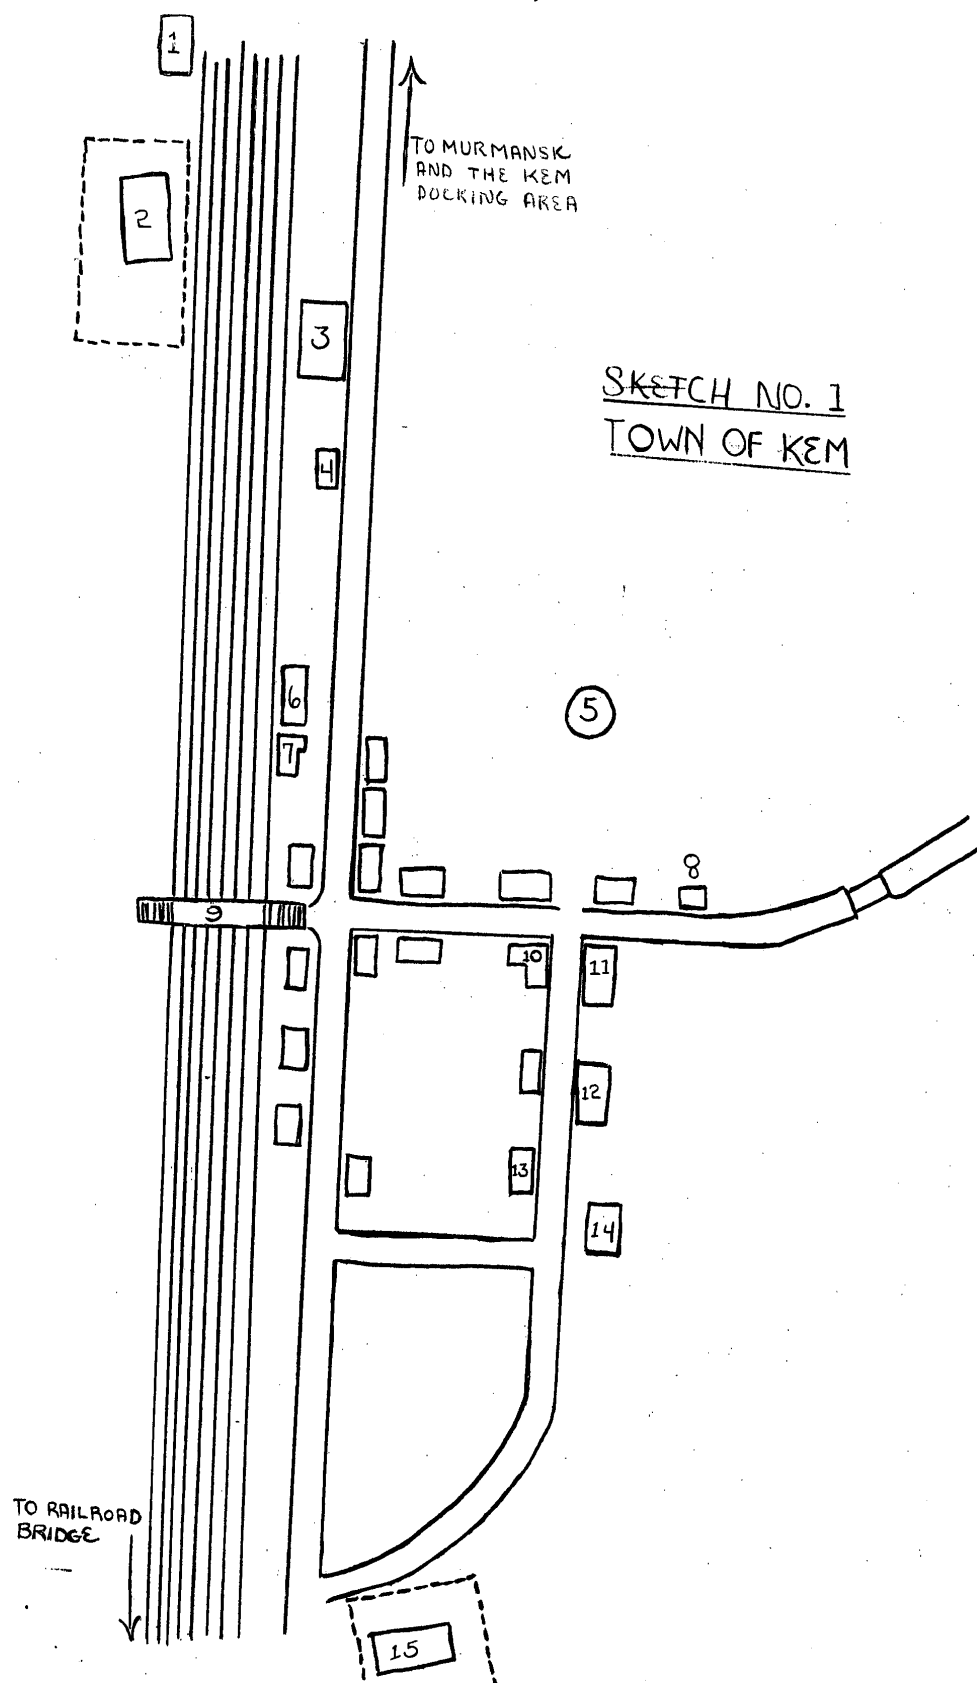 1
TO MURMANSK
AND THE KEM
DOCKING AREA
2
3
SKETCH NO. 1
TOWN OF KEM
4
6
5
7
8
9
10
11
12
13
14
TO RAILROAD
BRIDGE
15